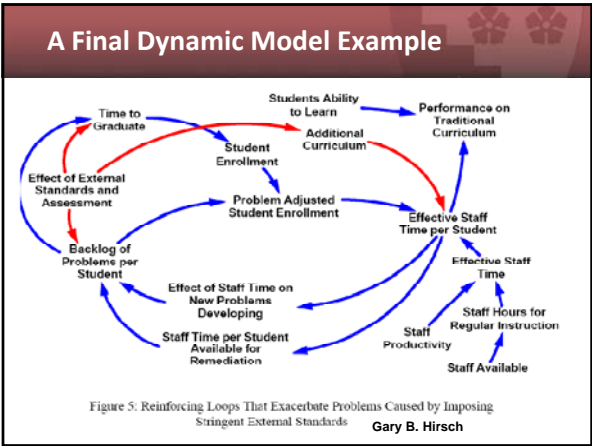 A Final Dynamic Model Example
Students Ability
to Learn
Performance on
Traditional
Curriculum
Time to
Graduate
Additional
Curriculum
Student
Enrollment
Effect of External
Standards and
Assessment
Problem Adjusted
Student Enrollment
Effective Staff
Time per Student
Backlog of
Problems per
Student
Effective Staff
Time
Effect of Staff Time on
New Problems
Developing
Staff Hours for
Regular Instruction
Staff
Productivity
Staff Time per Student
Available for
Remediation
Staff Available
Figure 5: Reinforcing Loops That Exacerbate Problems Caused by Imposing
Stringent External Standards
Gary B. Hirsch